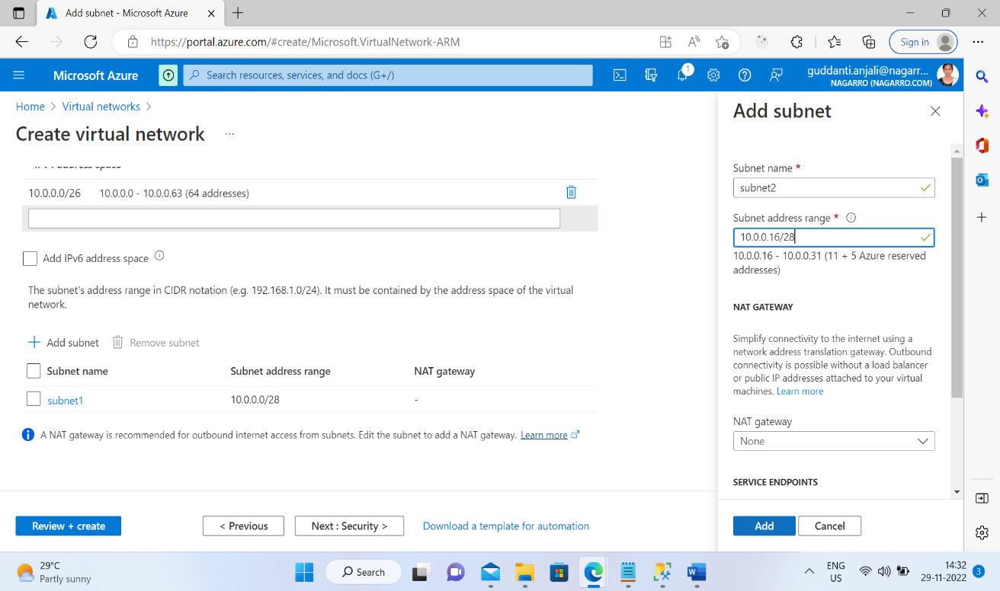 Add subnet - Microsoft Azure
https://portal.azure.com/#create/Microsoft.VirtualNetwork-ARM
Sign in
Microsoft Azure
Search resources, services, and docs (G+/)
1
guddanti.anjali@nagarr...
NAGARRO (NAGARRO.COM)
Home > Virtual networks >
Create virtual network ...
10.0.0.0/26 10.0.0.0 - 10.0.0.63 (64 addresses)
Add IPv6 address space
The subnet's address range in CIDR notation (e.g. 192.168.1.0/24). It must be contained by the address space of the virtual
network.
+ Add subnet Remove subnet
Subnet name Subnet address range NAT gateway
subnet1 10.0.0.0/28 -
A NAT gateway is recommended for outbound internet access from subnets. Edit the subnet to add a NAT gateway. Learn more
Review + create < Previous Next : Security > Download a template for automation
Add subnet
Subnet name *
subnet2
Subnet address range *
10.0.0.16/28
10.0.0.16 - 10.0.0.31 (11 + 5 Azure reserved
addresses)
NAT GATEWAY
Simplify connectivity to the internet using a
network address translation gateway. Outbound
connectivity is possible without a load balancer
or public IP addresses attached to your virtual
machines. Learn more
NAT gateway
None
SERVICE ENDPOINTS
Add Cancel
29°C
Partly sunny
Search
ENG
US
14:32
29-11-2022
3